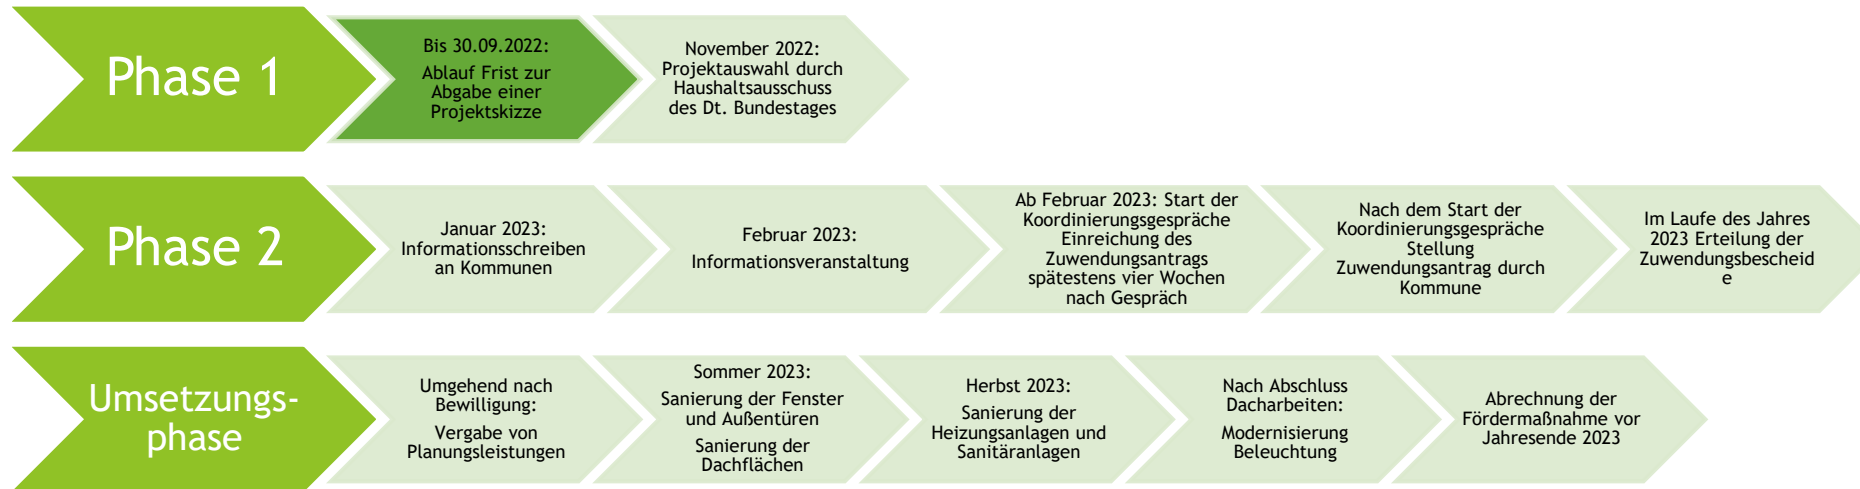 Phase 1
Bis 30.09.2022:
Ablauf Frist zur
Abgabe einer
Projektskizze
November 2022:
Projektauswahl durch
Haushaltsausschuss
des Dt. Bundestages
Phase 2
Januar 2023:
Informationsschreiben
an Kommunen
Februar 2023:
Informationsveranstaltung
Ab Februar 2023: Start der
Koordinierungsgespräche
Einreichung des
Zuwendungsantrags
spätestens vier Wochen
nach Gespräch
Nach dem Start der
Koordinierungsgespräche
Stellung
Zuwendungsantrag durch
Kommune
Im Laufe des Jahres
2023 Erteilung der
Zuwendungsbescheid
e
Umsetzungs-
phase
Umgehend nach
Bewilligung:
Vergabe von
Planungsleistungen
Sommer 2023:
Sanierung der Fenster
und Außentüren
Sanierung der
Dachflächen
Herbst 2023:
Sanierung der
Heizungsanlagen und
Sanitäranlagen
Nach Abschluss
Dacharbeiten:
Modernisierung
Beleuchtung
Abrechnung der
Fördermaßnahme vor
Jahresende 2023